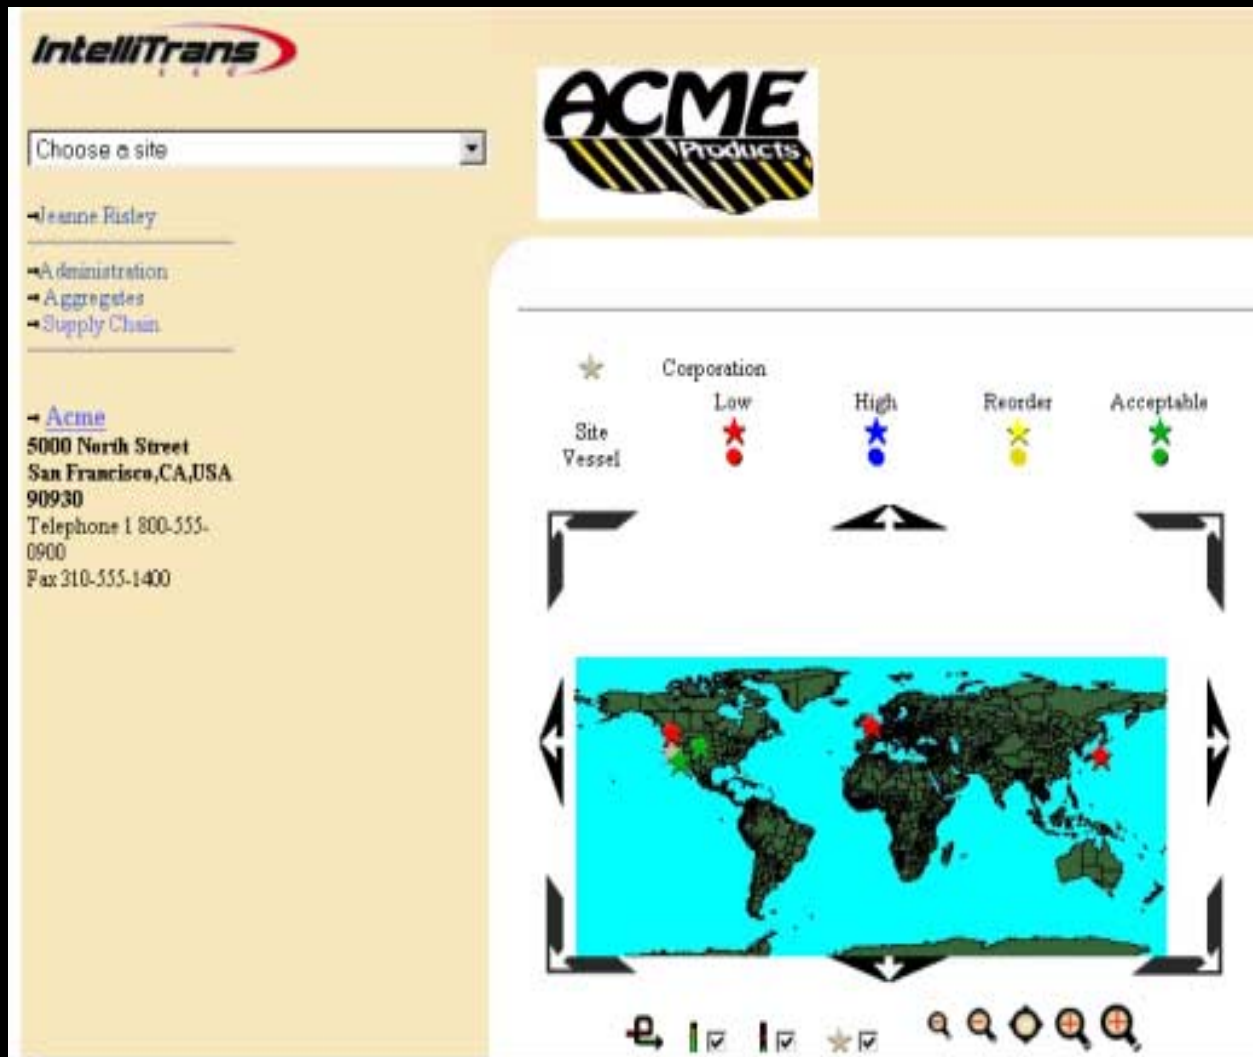 IntelliTrans
LLC
Choose a site
Jeanne Risley
Administration
Aggregates
Supply Chain
Acme
5000 North Street
San Francisco,CA,USA
90930
Telephone 1 800-555-
0900
Fax 310-555-1400
ACME
Products
Corporation
Low High Reorder Acceptable
Site
Vessel